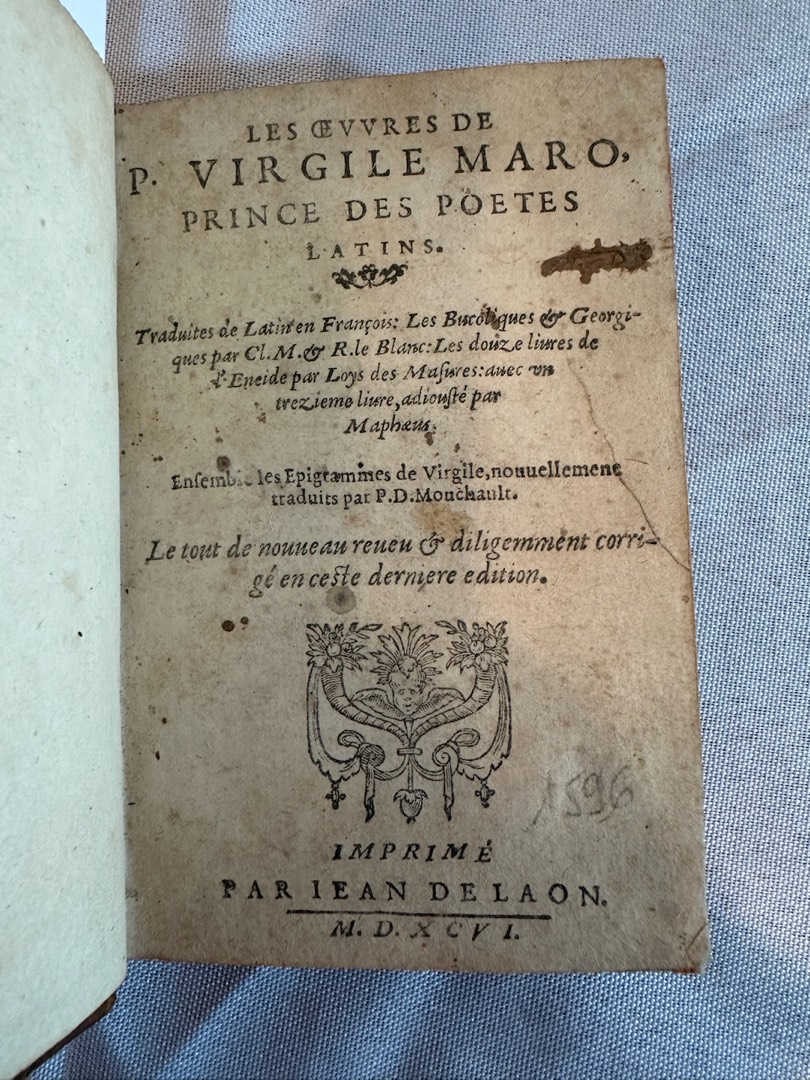 LES ŒVVRES DE
P. VIRGILE MARO,
PRINCE DES POETES
LATINS.
Traduites de Latin en François: Les Bucoliques & Georgi-
ques par Cl. M. & R. le Blanc: Les douze liures de
l'Eneide par Loys des Maſures: auec vn
trezieme liure, adiouſté par
Maphæus.
Enſemble les Epigrammes de Virgile, nouuellement
traduits par P. D. Mouchault.
Le tout de nouueau reueu & diligemment corri-
gé en ceſte derniere edition.
1596
IMPRIMÉ
PAR IEAN DE LAON.
M. D. XCVI.